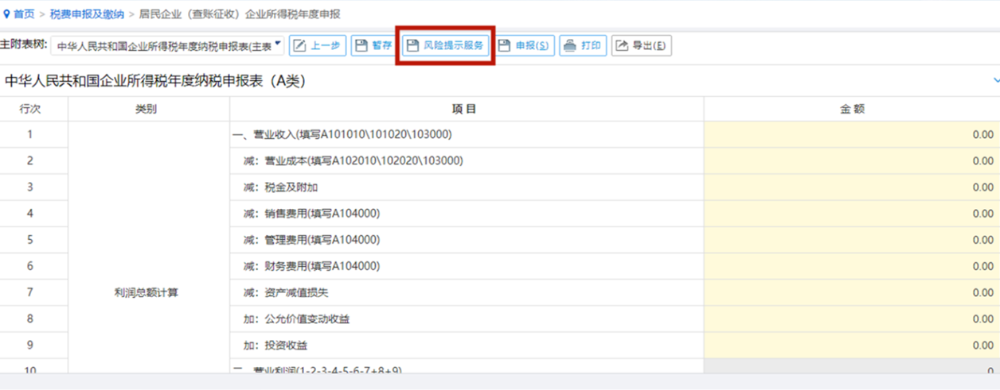 首页 > 税费申报及缴纳 > 居民企业（查账征收）企业所得税年度申报
主附表树: 中华人民共和国企业所得税年度纳税申报表(主表 上一步 暂存 风险提示服务 申报(S) 打印 导出(E)
中华人民共和国企业所得税年度纳税申报表（A类）
行次 类别 项目 金额
1 一、营业收入(填写A101010\101020\103000) 0.00
2 减：营业成本(填写A102010\102020\103000) 0.00
3 减：税金及附加 0.00
4 减：销售费用(填写A104000) 0.00
5 减：管理费用(填写A104000) 0.00
6 减：财务费用(填写A104000) 0.00
7 利润总额计算 减：资产减值损失 0.00
8 加：公允价值变动收益 0.00
9 加：投资收益 0.00
10 二、营业利润(1-2-3-4-5-6-7+8+9) 0